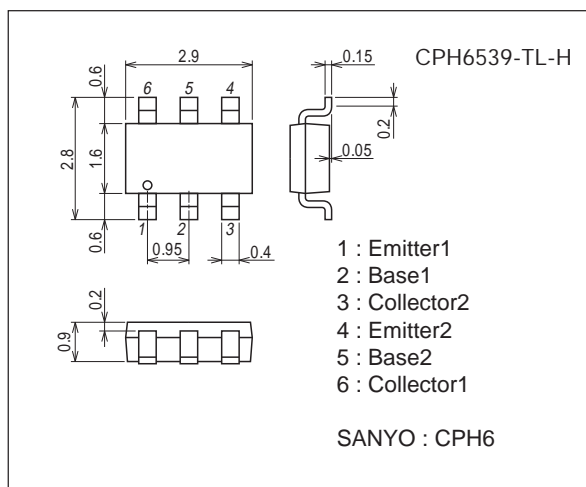 CPH6539-TL-H
2.9
0.15
0.6
6
5
4
0.2
2.8
1.6
0.05
0.6
1
2
3
0.95
0.4
1 : Emitter1
2 : Base1
3 : Collector2
4 : Emitter2
5 : Base2
6 : Collector1
0.2
0.9
SANYO : CPH6